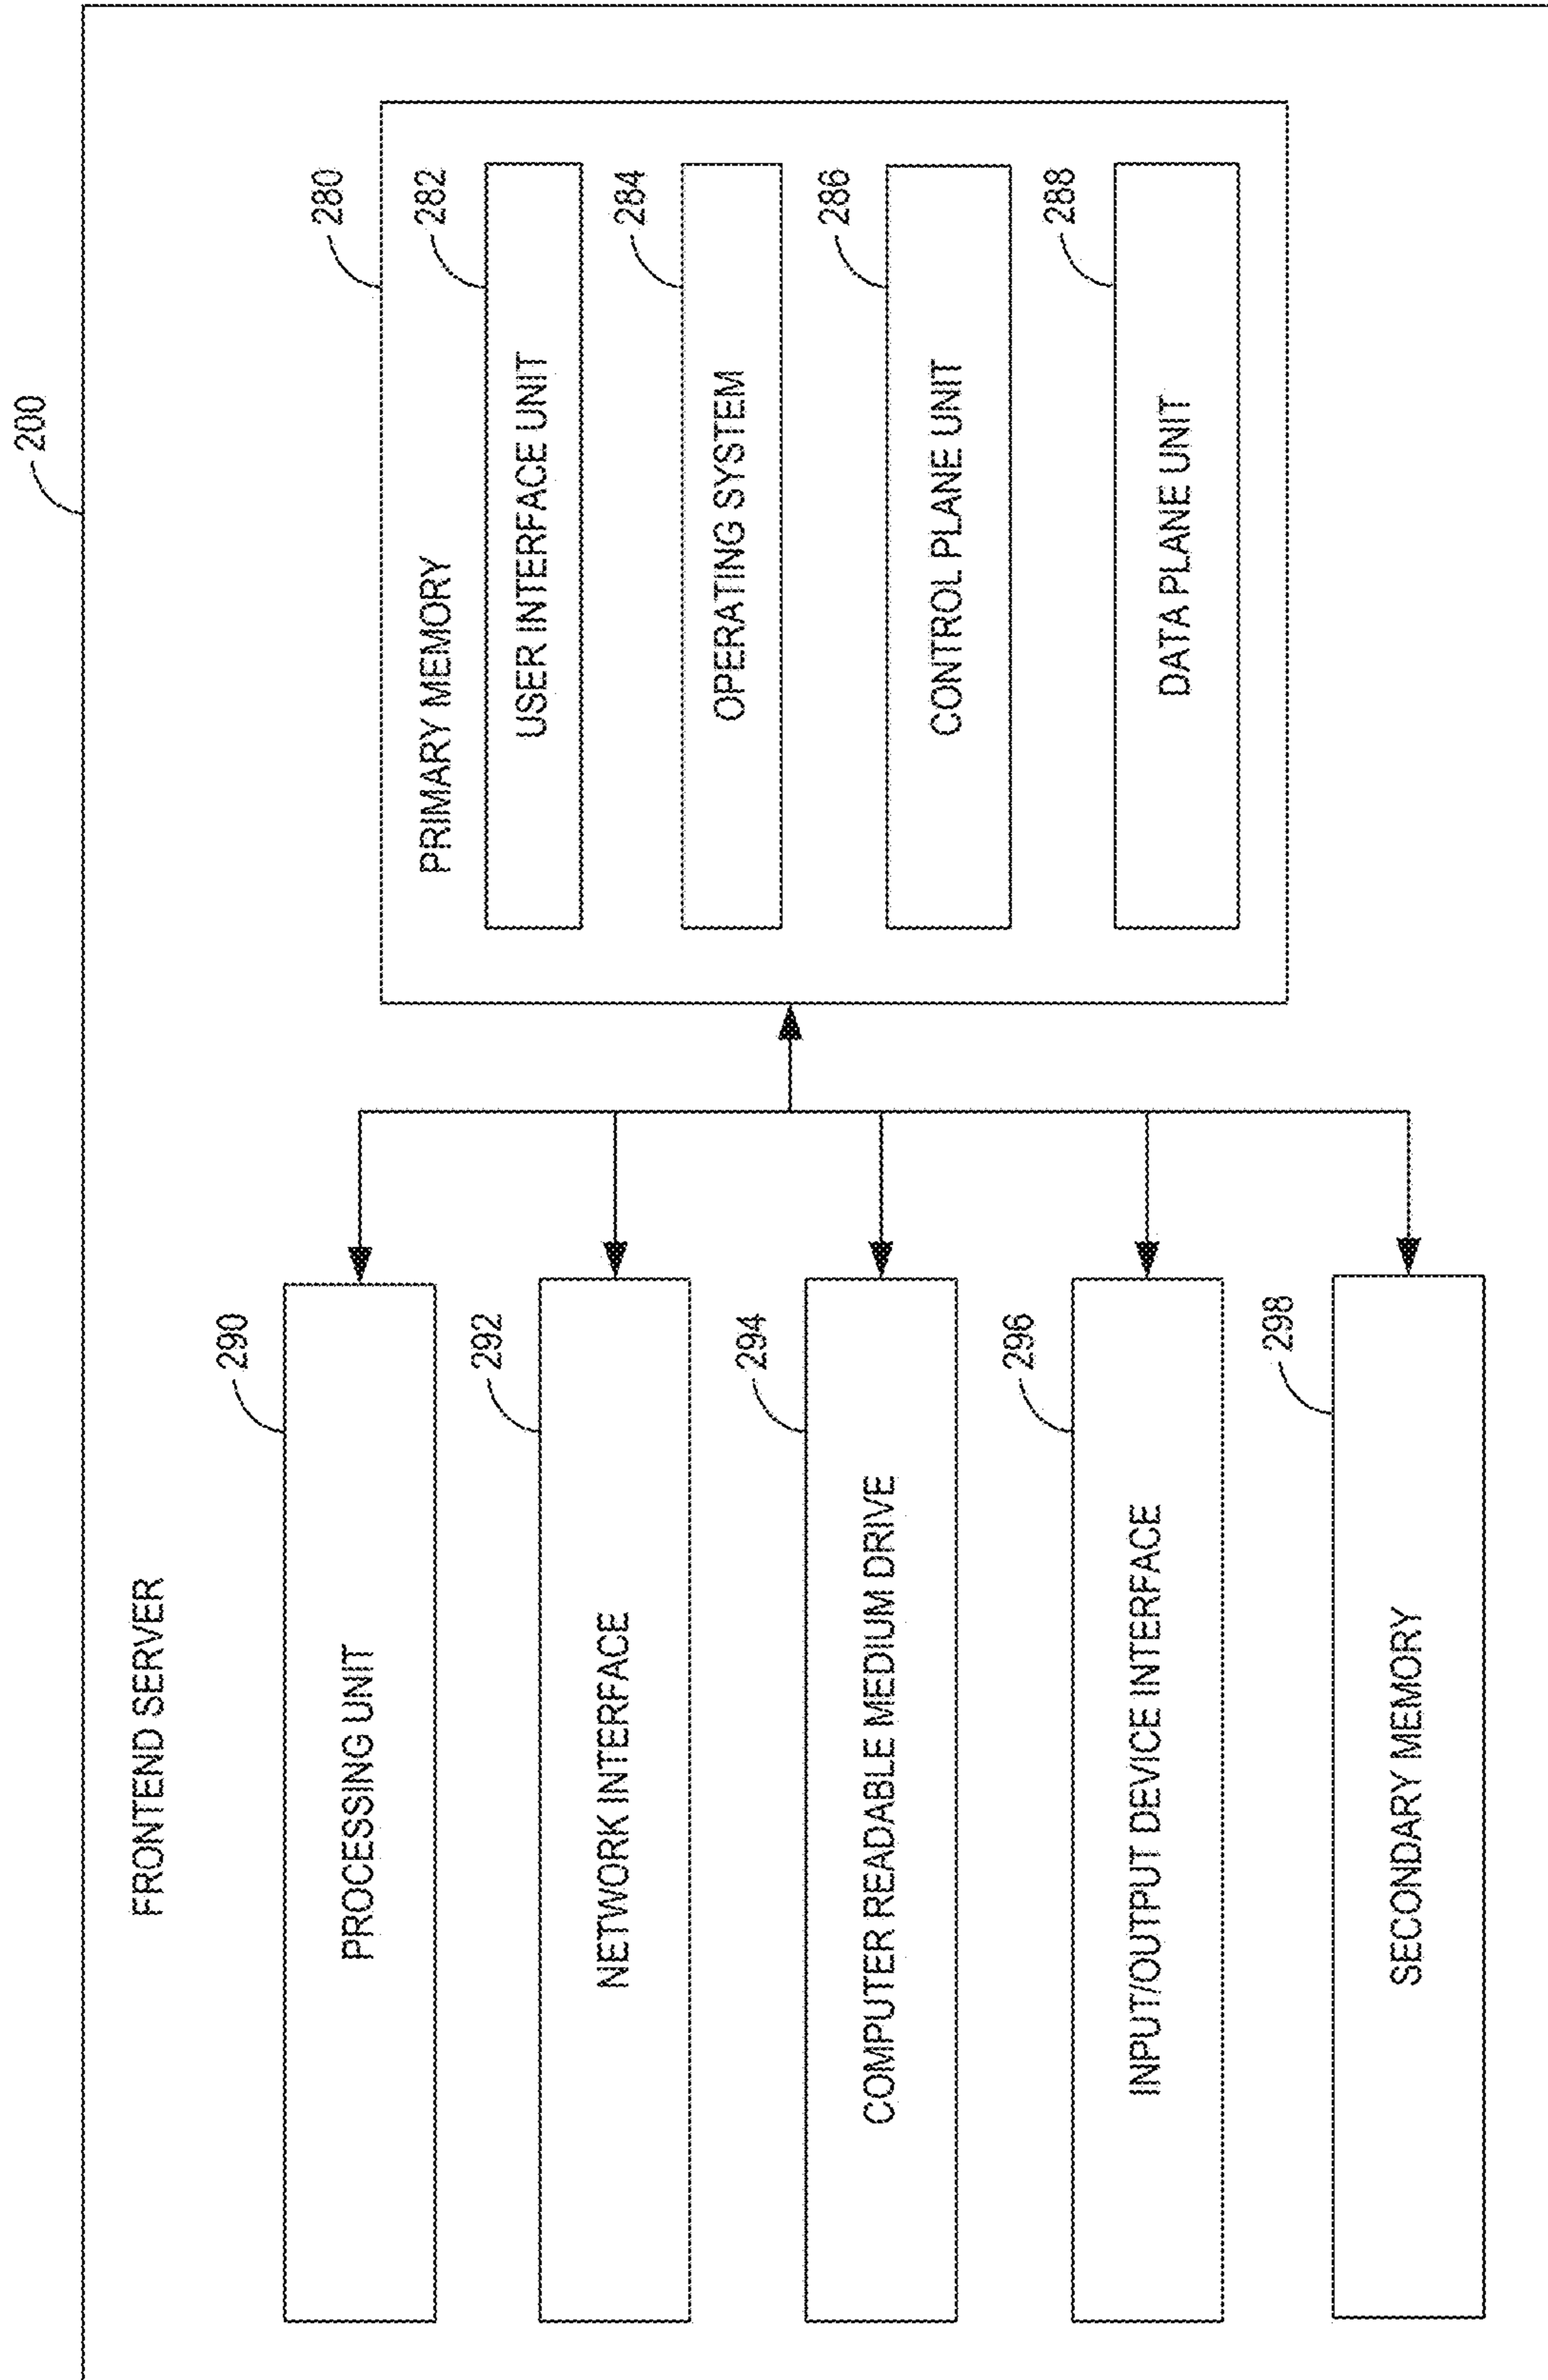 200
FRONTEND SERVER
290
PROCESSING UNIT
292
NETWORK INTERFACE
294
COMPUTER READABLE MEDIUM DRIVE
296
INPUT/OUTPUT DEVICE INTERFACE
298
SECONDARY MEMORY
280
PRIMARY MEMORY
282
USER INTERFACE UNIT
284
OPERATING SYSTEM
286
CONTROL PLANE UNIT
288
DATA PLANE UNIT